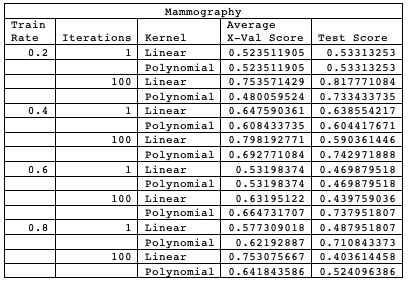 Mammography
Train Rate Iterations Kernel Average X-Val Score Test Score
0.2 1 Linear 0.523511905 0.53313253
Polynomial 0.523511905 0.53313253
100 Linear 0.753571429 0.817771084
Polynomial 0.480059524 0.733433735
0.4 1 Linear 0.647590361 0.638554217
Polynomial 0.608433735 0.604417671
100 Linear 0.798192771 0.590361446
Polynomial 0.692771084 0.742971888
0.6 1 Linear 0.53198374 0.469879518
Polynomial 0.53198374 0.469879518
100 Linear 0.63195122 0.439759036
Polynomial 0.664731707 0.737951807
0.8 1 Linear 0.577309018 0.487951807
Polynomial 0.62192887 0.710843373
100 Linear 0.753075667 0.403614458
Polynomial 0.641843586 0.524096386